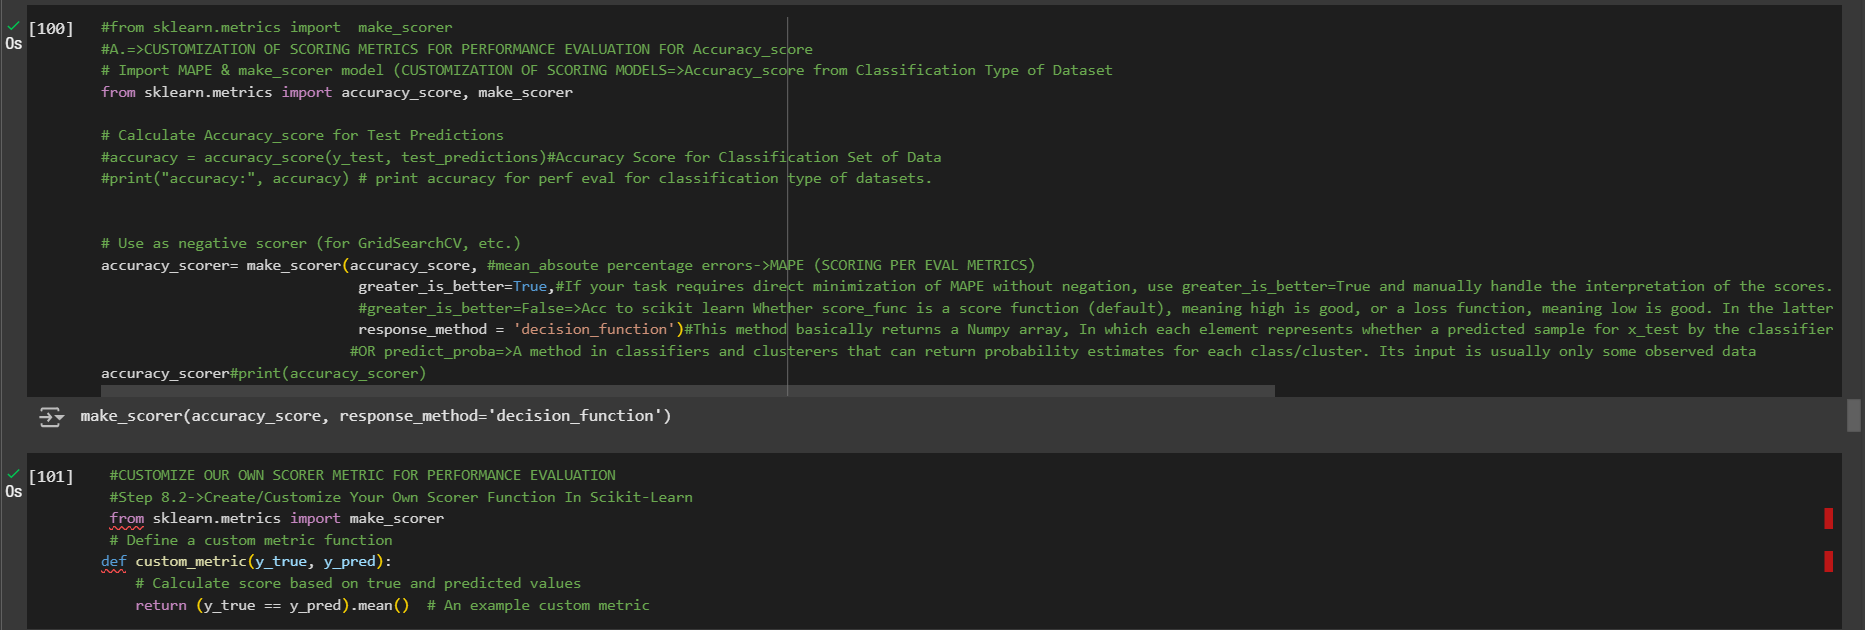 [100] #from sklearn.metrics import  make_scorer
0s #A.=>CUSTOMIZATION OF SCORING METRICS FOR PERFORMANCE EVALUATION FOR Accuracy_score
# Import MAPE & make_scorer model (CUSTOMIZATION OF SCORING MODELS=>Accuracy_score from Classification Type of Dataset
from sklearn.metrics import accuracy_score, make_scorer
# Calculate Accuracy_score for Test Predictions
#accuracy = accuracy_score(y_test, test_predictions)#Accuracy Score for Classification Set of Data
#print("accuracy:", accuracy) # print accuracy for perf eval for classification type of datasets.
# Use as negative scorer (for GridSearchCV, etc.)
accuracy_scorer= make_scorer(accuracy_score, #mean_absoute percentage errors->MAPE (SCORING PER EVAL METRICS)
greater_is_better=True,#If your task requires direct minimization of MAPE without negation, use greater_is_better=True and manually handle the interpretation of the scores.
#greater_is_better=False=>Acc to scikit learn Whether score_func is a score function (default), meaning high is good, or a loss function, meaning low is good. In the latter
response_method = 'decision_function')#This method basically returns a Numpy array, In which each element represents whether a predicted sample for x_test by the classifier
#OR predict_proba=>A method in classifiers and clusterers that can return probability estimates for each class/cluster. Its input is usually only some observed data
accuracy_scorer#print(accuracy_scorer)
make_scorer(accuracy_score, response_method='decision_function')
[101] #CUSTOMIZE OUR OWN SCORER METRIC FOR PERFORMANCE EVALUATION
0s #Step 8.2->Create/Customize Your Own Scorer Function In Scikit-Learn
from sklearn.metrics import make_scorer
# Define a custom metric function
def custom_metric(y_true, y_pred):
# Calculate score based on true and predicted values
return (y_true == y_pred).mean()  # An example custom metric